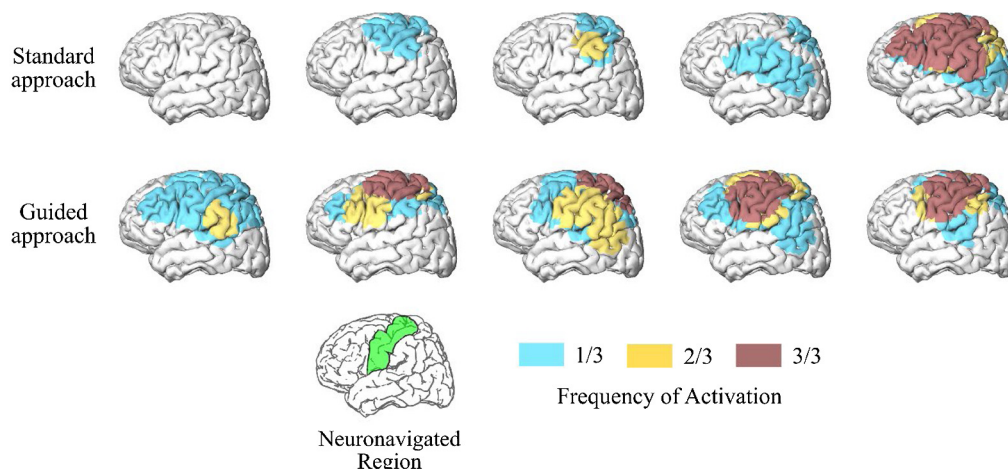 Standard
approach
Guided
approach
1/3
2/3
3/3
Frequency of Activation
Neuronavigated
Region